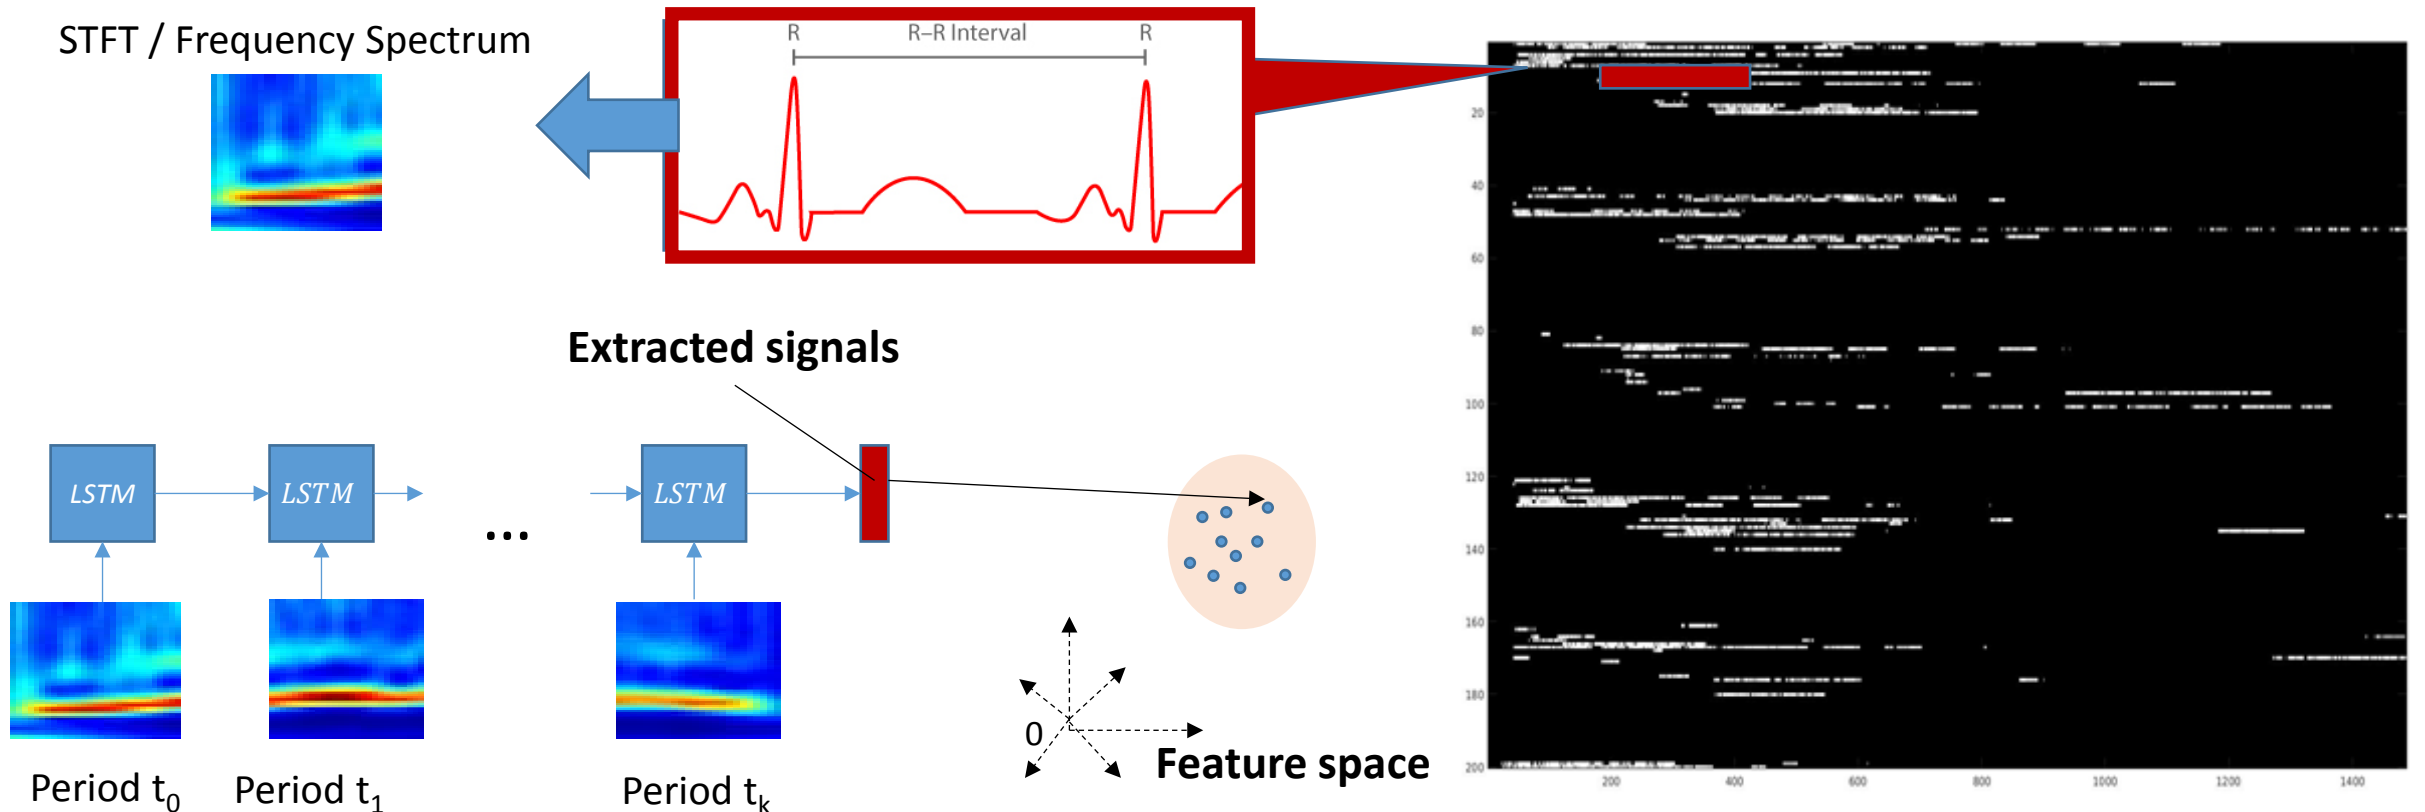 STFT / Frequency Spectrum
R R–R Interval R
Extracted signals
LSTM LSTM ... LSTM
0
Feature space
Period t₀ Period t₁ Period tₖ
20
40
60
80
100
120
140
160
180
200
200 400 600 800 1000 1200 1400